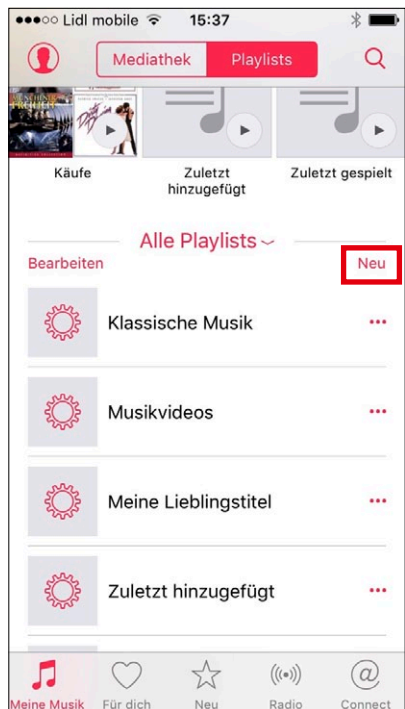 Lidl mobile 15:37
Mediathek Playlists
Käufe
Zuletzt
hinzugefügt
Zuletzt gespielt
Alle Playlists
Bearbeiten Neu
Klassische Musik
Musikvideos
Meine Lieblingstitel
Zuletzt hinzugefügt
Meine Musik Für dich Neu Radio Connect